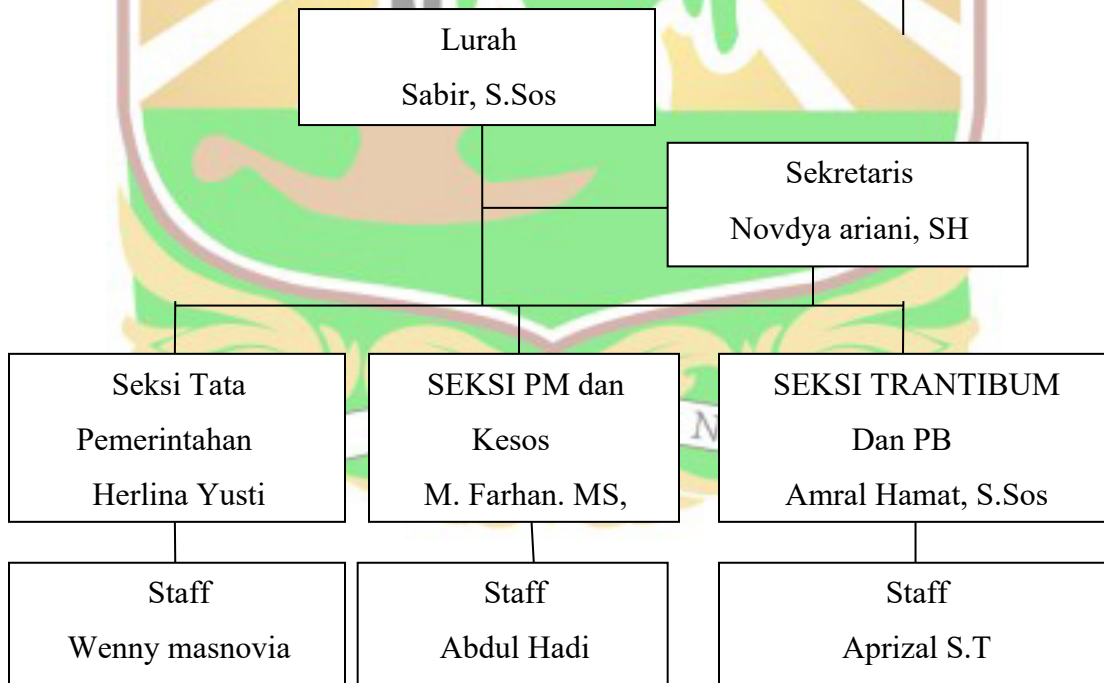 Lurah
Sabir, S.Sos
Sekretaris
Novdya ariani, SH
Seksi Tata
Pemerintahan
Herlina Yusti
SEKSI PM dan
Kesos
M. Farhan. MS,
SEKSI TRANTIBUM
Dan PB
Amral Hamat, S.Sos
N
Staff
Wenny masnovia
Staff
Abdul Hadi
Staff
Aprizal S.T